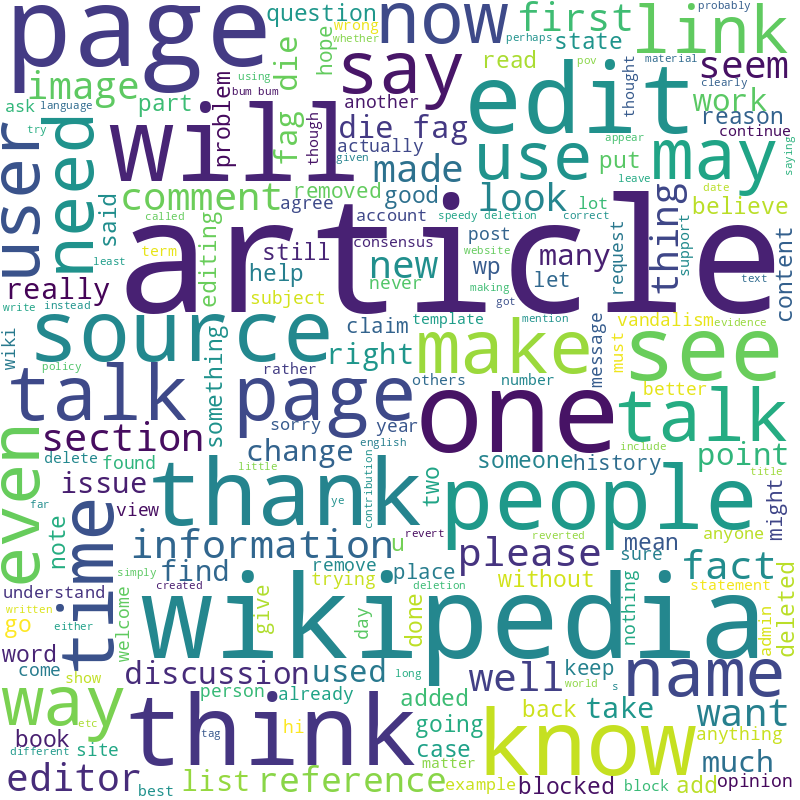 page
question
now
first
wrong
whether
perhaps
probably
link
state
image
using
bum bum
hope
say
pov
material
thought
clearly
seem
ask
language
part
problem
another
die
fag
edit
read
work
reason
try
will
though
die fag
actually
use
put
appear
continue
may
user
need
given
made
leave
saying
comment
removed
good
look
lot
thing
believe
date
called
said
editing
agree
account
speedy deletion
correct
support
article
term
still
consensus
post
many
request
content
least
help
new
wp
website
let
really
subject
never
making
got
text
write
instead
source
claim
template
mention
message
vandalism
evidence
wiki
something
right
make
must
see
policy
rather
others
number
better
talk page
sorry
year
one
talk
section
change
english
include
even
delete
found
little
someone
history
point
title
issue
view
thank
contribution
two
people
might
far
note
time
ye
revert
reverted
mean
sure
anyone
information
u
please
fact
simply
find
remove
place
without
nothing
deleted
understand
created
trying
deletion
statement
written
either
welcome
give
day
done
wikipedia
admin
go
word
come
show
discussion
used
well
keep
name
way
person
already
added
long
world
s
take
want
etc
think
hi
going
back
know
anything
book
site
tag
case
different
matter
much
editor
best
list
reference
example
blocked
block
add
opinion